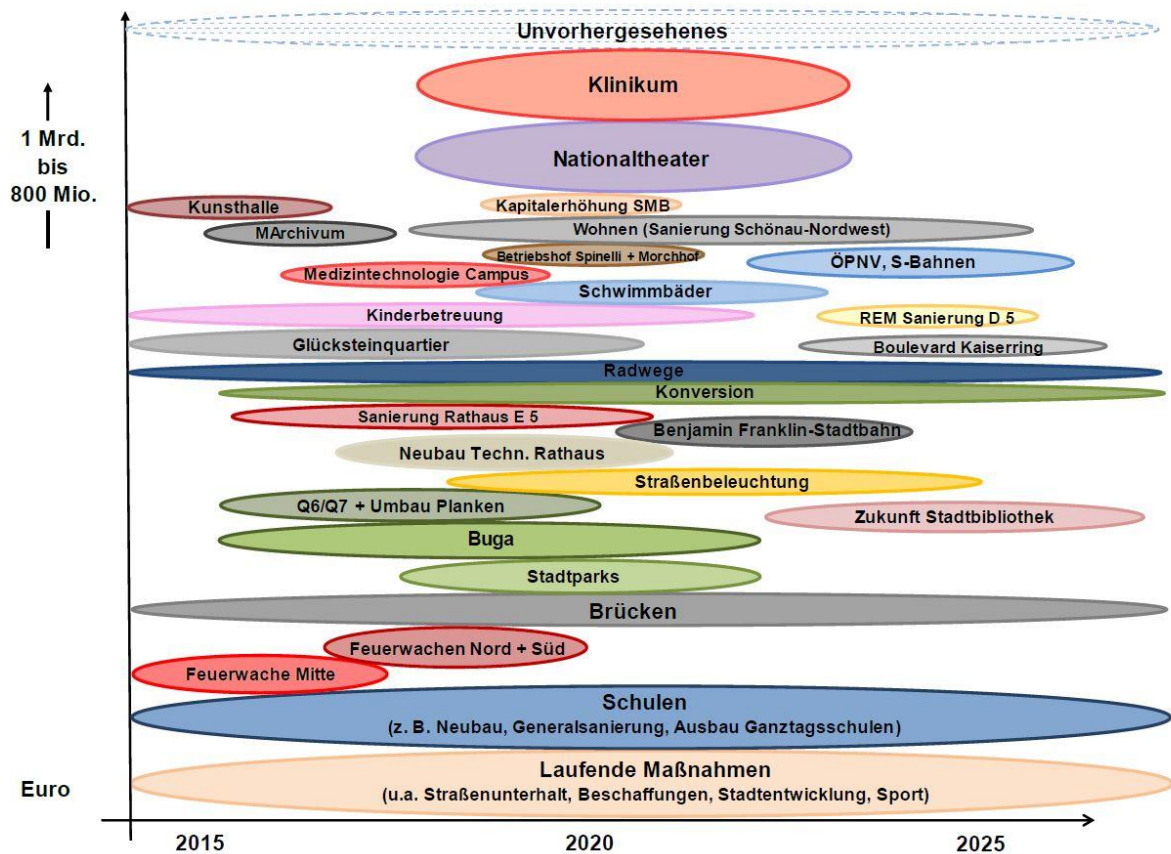 Unvorhergesehenes
Klinikum
1 Mrd.
bis
800 Mio.
Nationaltheater
Kunsthalle
Kapitalerhöhung SMB
MArchivum
Wohnen (Sanierung Schönau-Nordwest)
Betriebshof Spinelli + Morchhof
ÖPNV, S-Bahnen
Medizintechnologie Campus
Schwimmbäder
Kinderbetreuung
REM Sanierung D 5
Glücksteinquartier
Boulevard Kaiserring
Radwege
Konversion
Sanierung Rathaus E 5
Benjamin Franklin-Stadtbahn
Neubau Techn. Rathaus
Straßenbeleuchtung
Q6/Q7 + Umbau Planken
Zukunft Stadtbibliothek
Buga
Stadtparks
Brücken
Feuerwachen Nord + Süd
Feuerwache Mitte
Schulen
(z. B. Neubau, Generalsanierung, Ausbau Ganztagsschulen)
Laufende Maßnahmen
Euro
(u.a. Straßenunterhalt, Beschaffungen, Stadtentwicklung, Sport)
2015 2020 2025